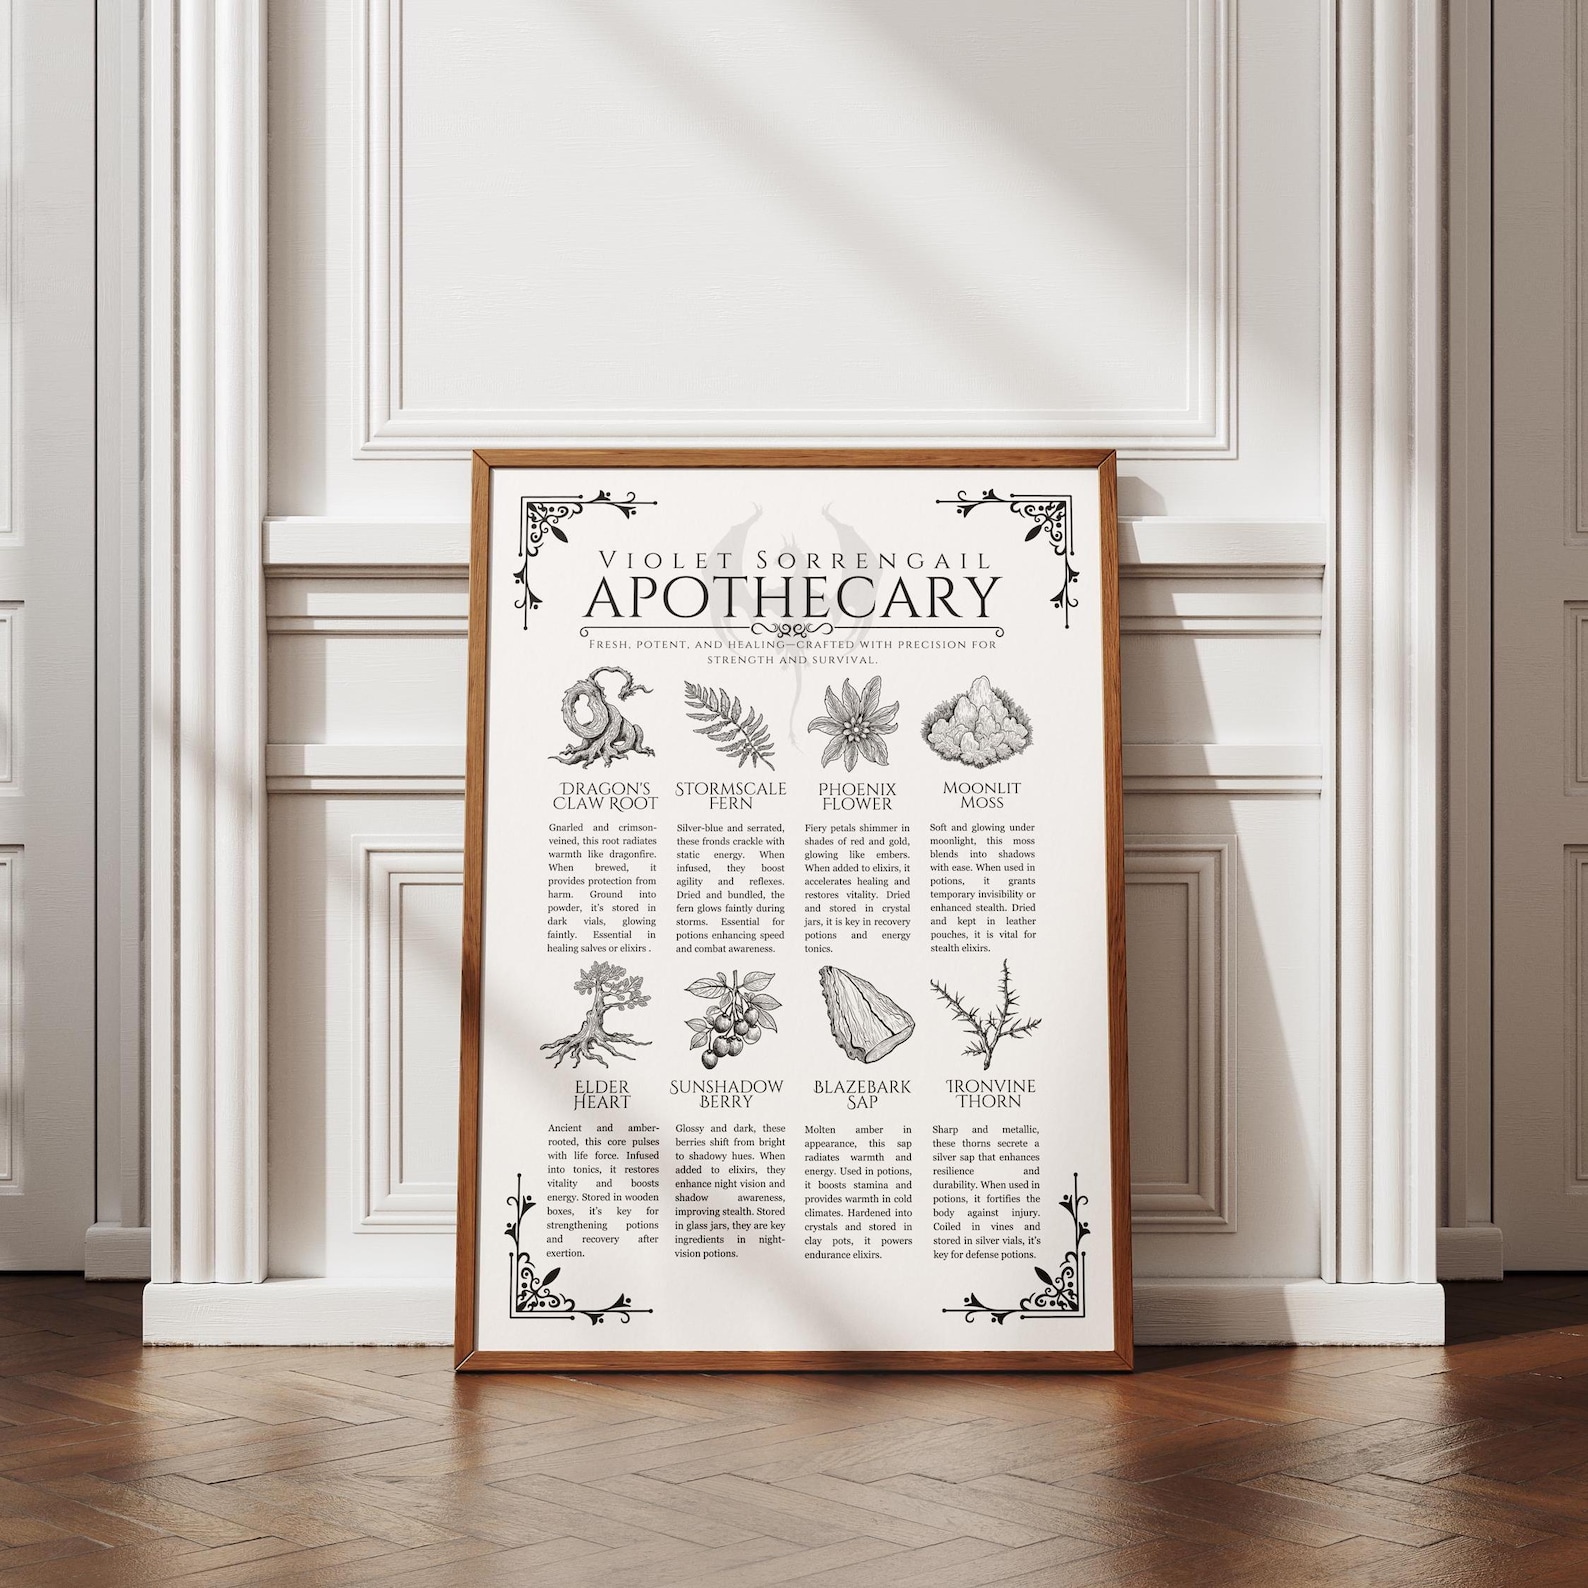 Violet Sorrengail
APOTHECARY
Fresh, potent, and healing—crafted with precision for
strength and survival.
Dragon's
Claw Root
Gnarled and crimson-
veined, this root radiates
warmth like dragonfire.
When brewed, it
provides protection from
harm. Ground into
powder, it's stored in
dark vials, glowing
faintly. Essential in
healing salves or elixirs .
Stormscale
Fern
Silver-blue and serrated,
these fronds crackle with
static energy. When
infused, they boost
agility and reflexes.
Dried and bundled, the
fern glows faintly during
storms. Essential for
potions enhancing speed
and combat awareness.
Phoenix
Flower
Fiery petals shimmer in
shades of red and gold,
glowing like embers.
When added to elixirs, it
accelerates healing and
restores vitality. Dried
and stored in crystal
jars, it is key in recovery
potions and energy
tonics.
Moonlit
Moss
Soft and glowing under
moonlight, this moss
blends into shadows
with ease. When used in
potions, it grants
temporary invisibility or
enhanced stealth. Dried
and kept in leather
pouches, it is vital for
stealth elixirs.
Elder
Heart
Ancient and amber-
rooted, this core pulses
with life force. Infused
into tonics, it restores
vitality and boosts
energy. Stored in wooden
boxes, it's key for
strengthening potions
and recovery after
exertion.
Sunshadow
Berry
Glossy and dark, these
berries shift from bright
to shadowy hues. When
added to elixirs, they
enhance night vision and
shadow awareness,
improving stealth. Stored
in glass jars, they are key
ingredients in night-
vision potions.
Blazebark
Sap
Molten amber in
appearance, this sap
radiates warmth and
energy. Used in potions,
it boosts stamina and
provides warmth in cold
climates. Hardened into
crystals and stored in
clay pots, it powers
endurance elixirs.
Ironvine
Thorn
Sharp and metallic,
these thorns secrete a
silver sap that enhances
resilience and
durability. When used in
potions, it fortifies the
body against injury.
Coiled in vines and
stored in silver vials, it's
key for defense potions.